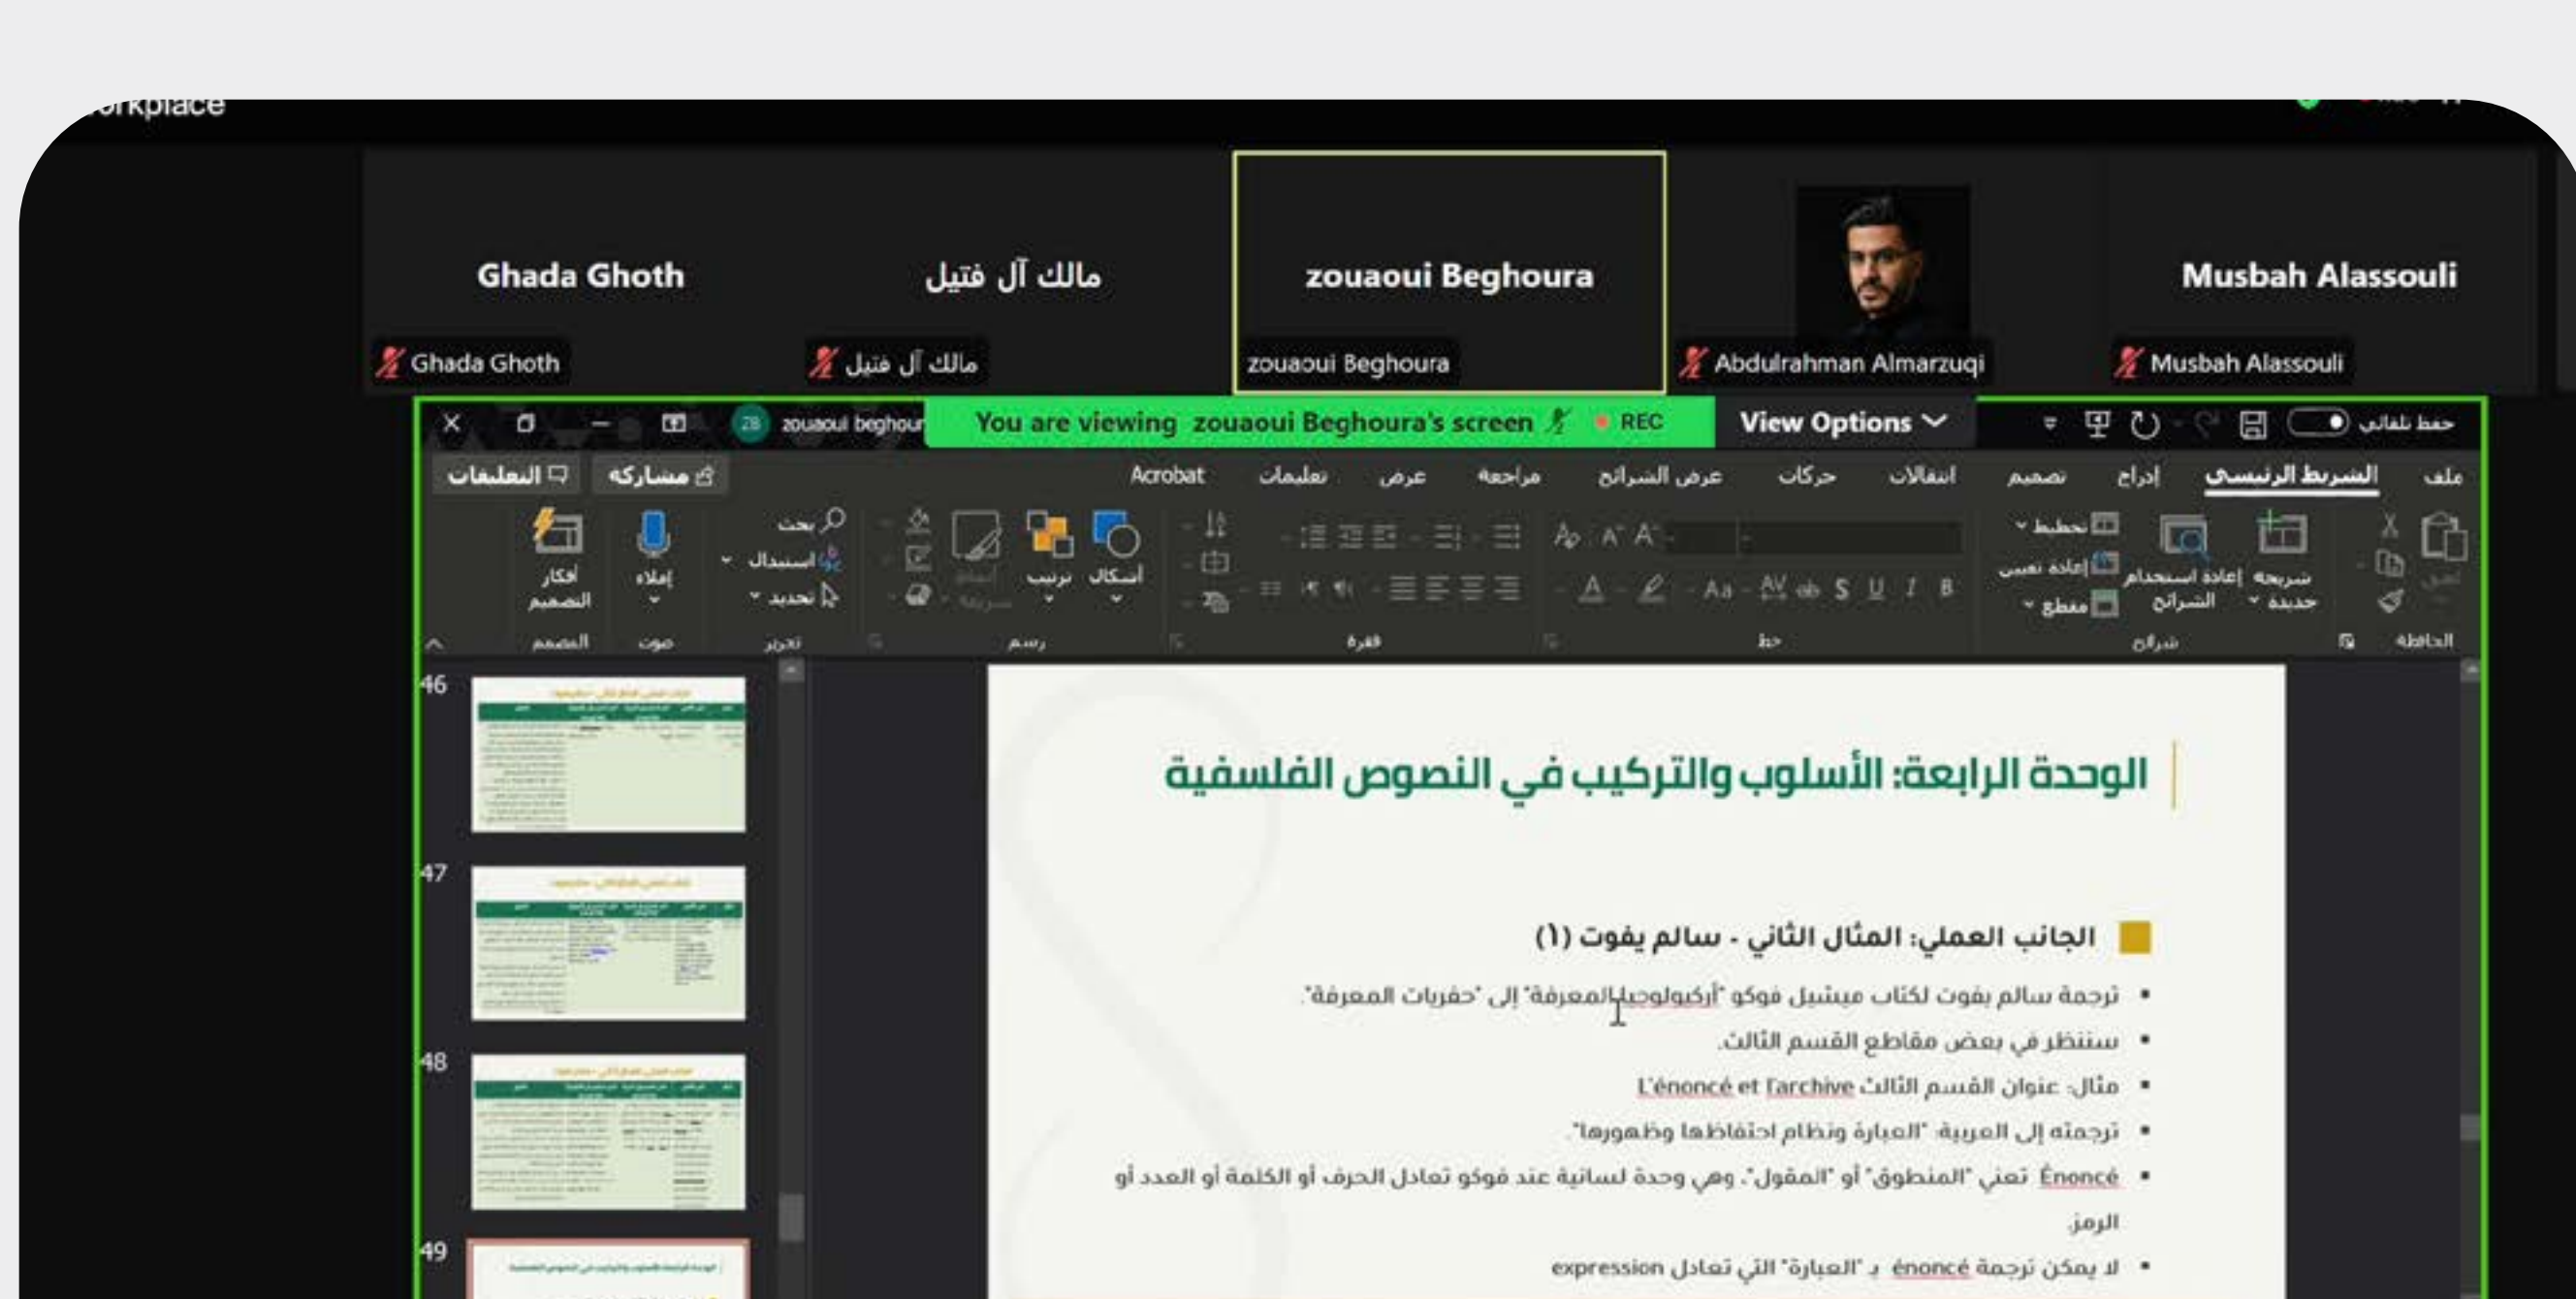 orkplace
Ghada Ghoth
مالك آل فتيل
zouaoui Beghoura
Musbah Alassouli
Ghada Ghoth
مالك آل فتيل
zouaoui Beghoura
Abdulrahman Almarzuqi
Musbah Alassouli
ZB zouaoui beghour
You are viewing zouaoui Beghoura's screen REC
View Options
حفظ تلقائي
ملف الشريط الرئيسي إدراج تصميم انتقالات حركات عرض الشرائح مراجعة عرض تعليمات Acrobat
مشاركة التعليقات
شريحة جديدة
إعادة استخدام الشرائح
تخطيط
إعادة تعيين
مقطع
أشكال
ترتيب
بحث
استبدال
تحديد
إملاء
أفكار التصميم
الحافظة شرائح خط فقرة رسم تحرير صوت المصمم
46
47
48
49
الوحدة الرابعة: الأسلوب والتركيب في النصوص الفلسفية
الجانب العملي: المثال الثاني - سالم يفوت (١)
ترجمة سالم يفوت لكتاب ميشيل فوكو "أركيولوجيا المعرفة" إلى "حفريات المعرفة".
سننظر في بعض مقاطع القسم الثالث.
مثال: عنوان القسم الثالث L'énoncé et l'archive
ترجمته إلى العربية: "العبارة ونظام احتفاظها وظهورها".
Énoncé تعني "المنطوق" أو "المقول". وهي وحدة لسانية عند فوكو تعادل الحرف أو الكلمة أو العدد أو
الرمز.
لا يمكن ترجمة énoncé بـ "العبارة" التي تعادل expression